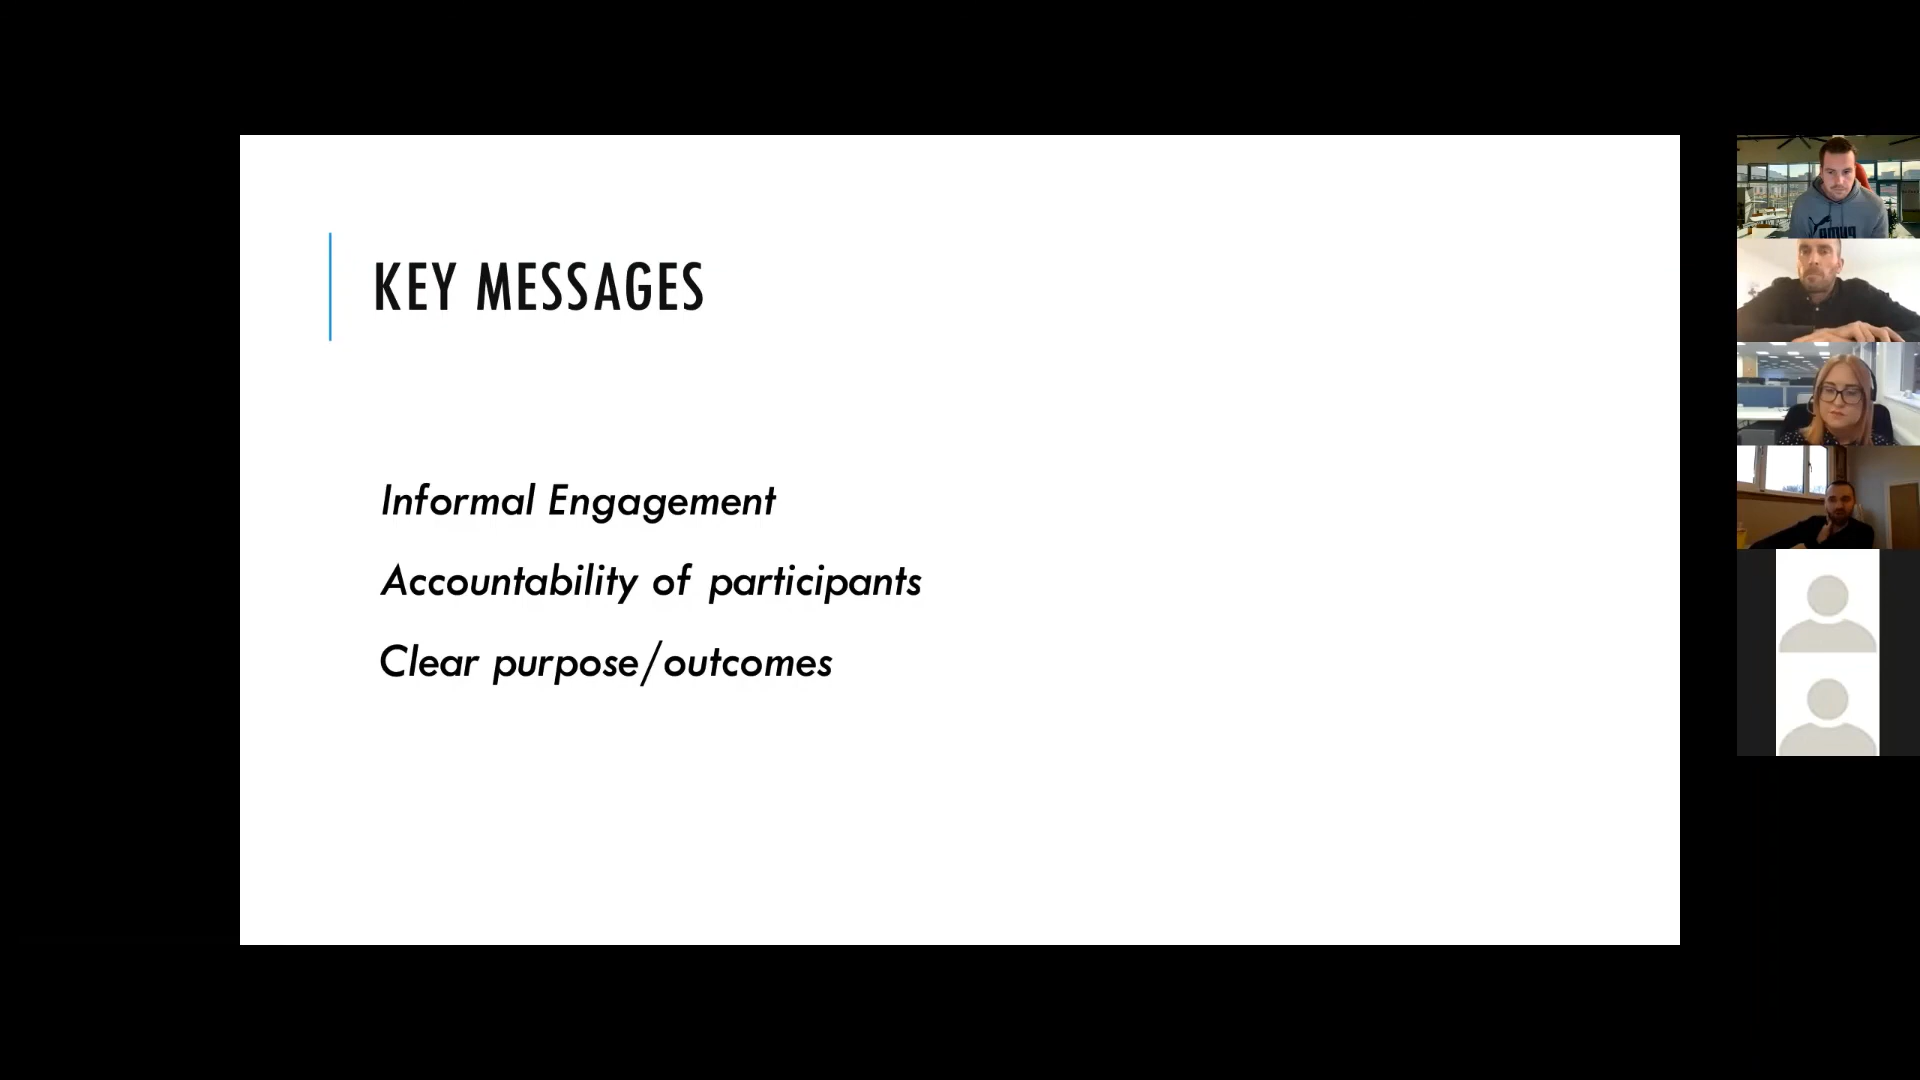 KEY MESSAGES
Informal Engagement
Accountability of participants
Clear purpose/outcomes